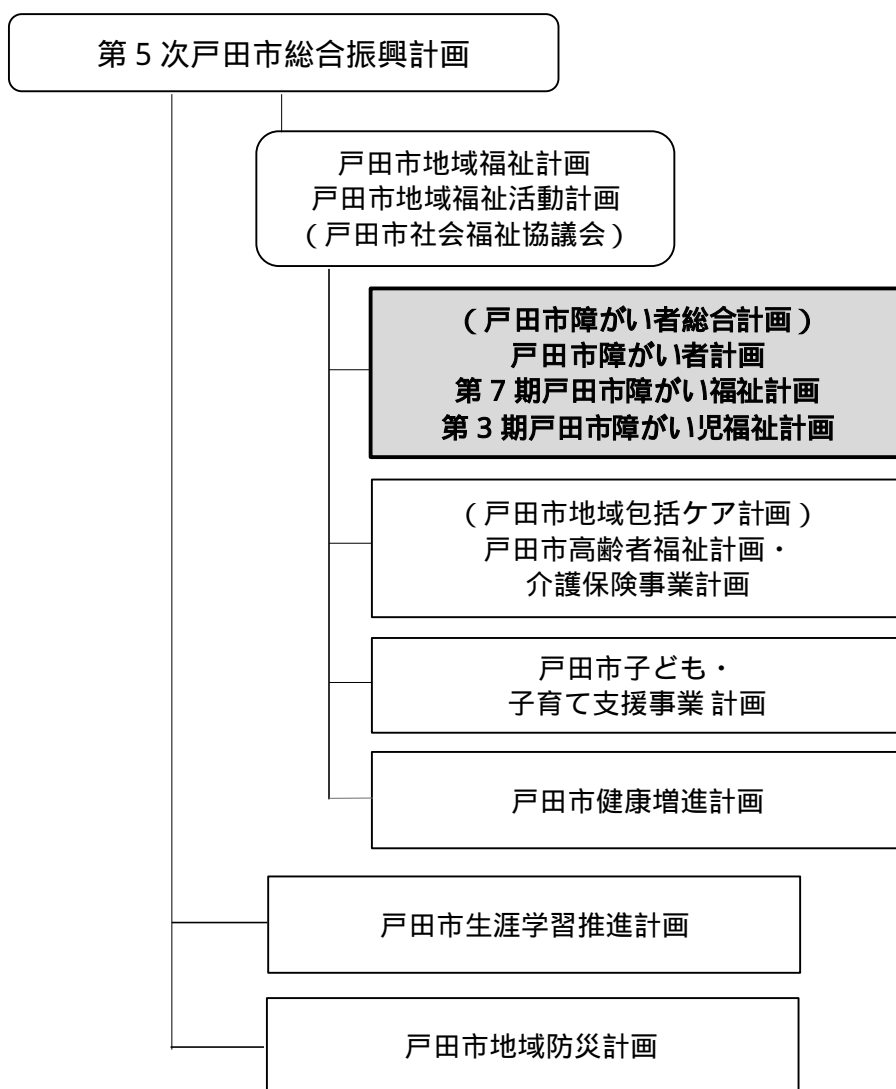 第5次戸田市総合振興計画
戸田市地域福祉計画
戸田市地域福祉活動計画
(戸田市社会福祉協議会)
(戸田市障がい者総合計画)
戸田市障がい者計画
第7期戸田市障がい福祉計画
第3期戸田市障がい児福祉計画
(戸田市地域包括ケア計画)
戸田市高齢者福祉計画・
介護保険事業計画
戸田市子ども・
子育て支援事業 計画
戸田市健康増進計画
戸田市生涯学習推進計画
戸田市地域防災計画